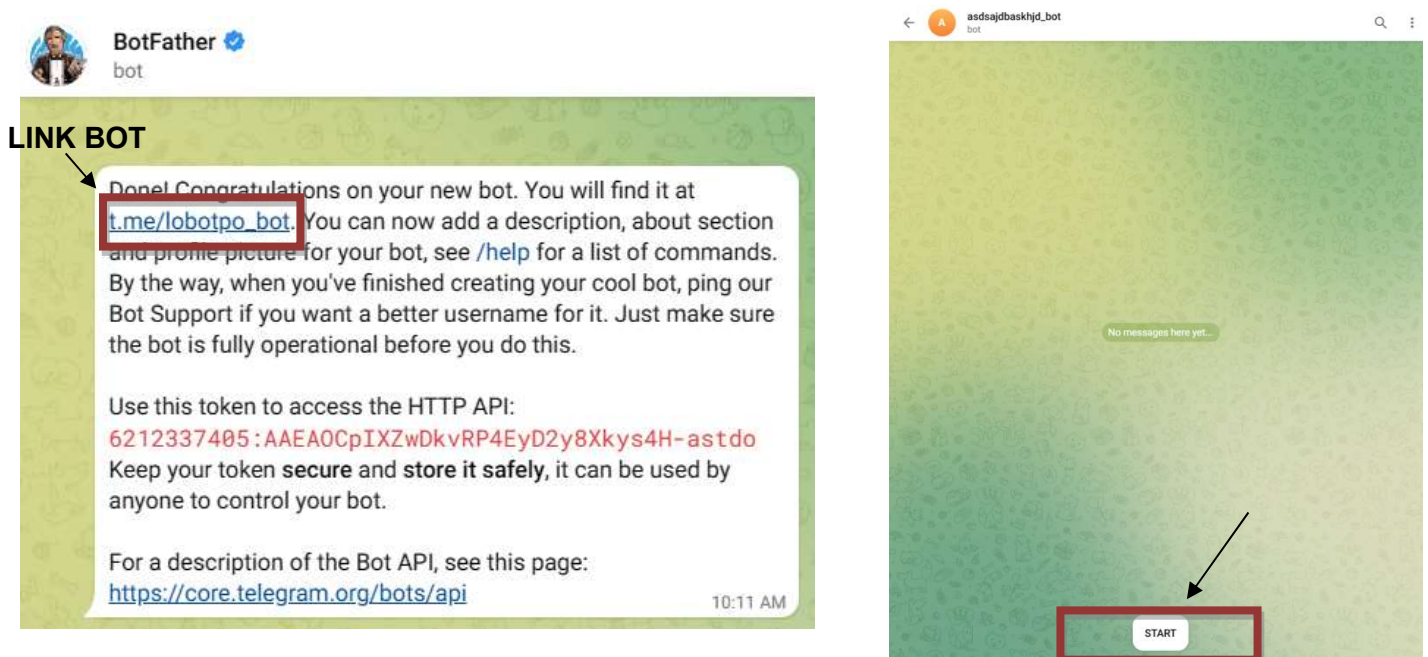 BotFather
bot
LINK BOT
Done! Congratulations on your new bot. You will find it at
t.me/lobotpo_bot. You can now add a description, about section
and profile picture for your bot, see /help for a list of commands.
By the way, when you've finished creating your cool bot, ping our
Bot Support if you want a better username for it. Just make sure
the bot is fully operational before you do this.
Use this token to access the HTTP API:
6212337405:AAEAOCpIXZwDkvRP4EyD2y8Xkys4H-astdo
Keep your token secure and store it safely, it can be used by
anyone to control your bot.
For a description of the Bot API, see this page:
https://core.telegram.org/bots/api
10:11 AM
A
asdsajdbaskhjd_bot
bot
No messages here yet...
START